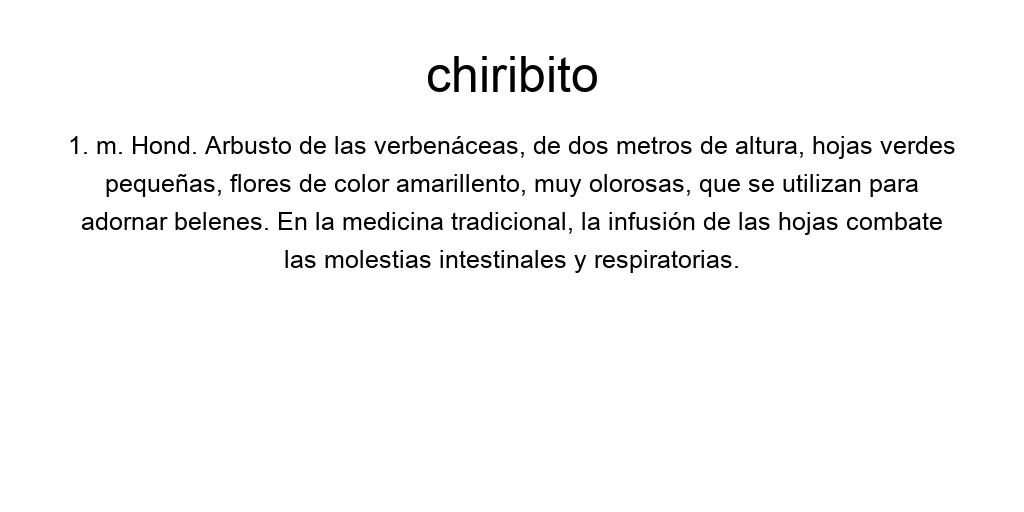 chiribito
1. m. Hond. Arbusto de las verbenáceas, de dos metros de altura, hojas verdes
pequeñas, flores de color amarillento, muy olorosas, que se utilizan para
adornar belenes. En la medicina tradicional, la infusión de las hojas combate
las molestias intestinales y respiratorias.